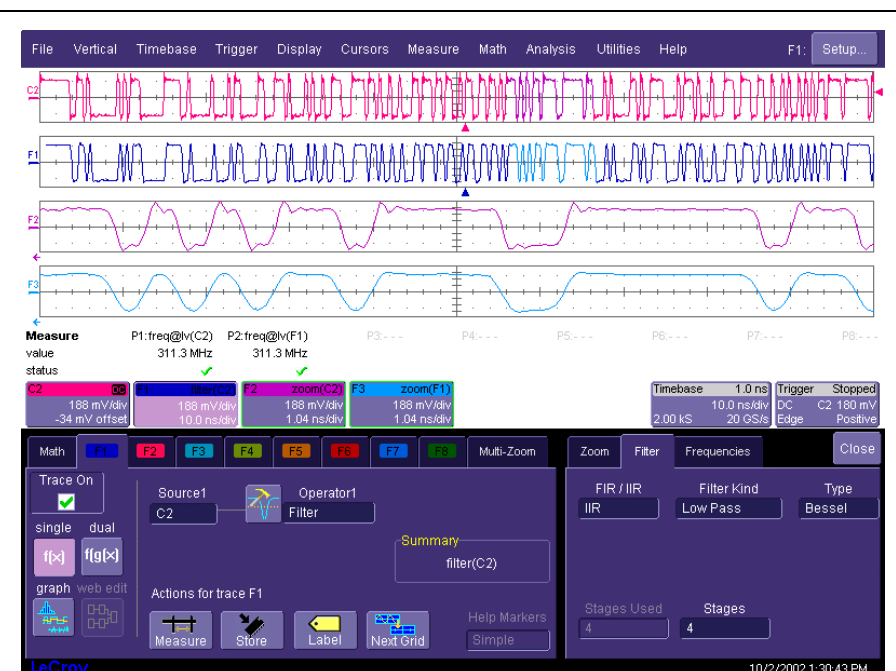 File Vertical Timebase Trigger Display Cursors Measure Math Analysis Utilities Help F1: Setup...
C2
F1
F2
F3
Measure P1:freq@lv(C2) P2:freq@lv(F1) P3:- - - P4:- - - P5:- - - P6:- - - P7:- - - P8:- - -
value 311.3 MHz 311.3 MHz
status
C2 DC F1 filter(C2) F2 zoom(C2) F3 zoom(F1) Timebase 1.0 ns Trigger Stopped
188 mV/div 188 mV/div 188 mV/div 188 mV/div 10.0 ns/div DC C2 180 mV
-34 mV offset 10.0 ns/div 1.04 ns/div 1.04 ns/div 2.00 kS 20 GS/s Edge Positive
Math F1 F2 F3 F4 F5 F6 F7 F8 Multi-Zoom Zoom Filter Frequencies Close
Trace On
Source1 Operator1
C2 Filter
FIR / IIR Filter Kind Type
IIR Low Pass Bessel
single dual
f(x) f(g(x))
Summary
filter(C2)
graph web edit
Actions for trace F1
Measure Store Label Next Grid
Help Markers
Simple
Stages Used Stages
4 4
LeCroy 10/2/2002 1:30:43 PM